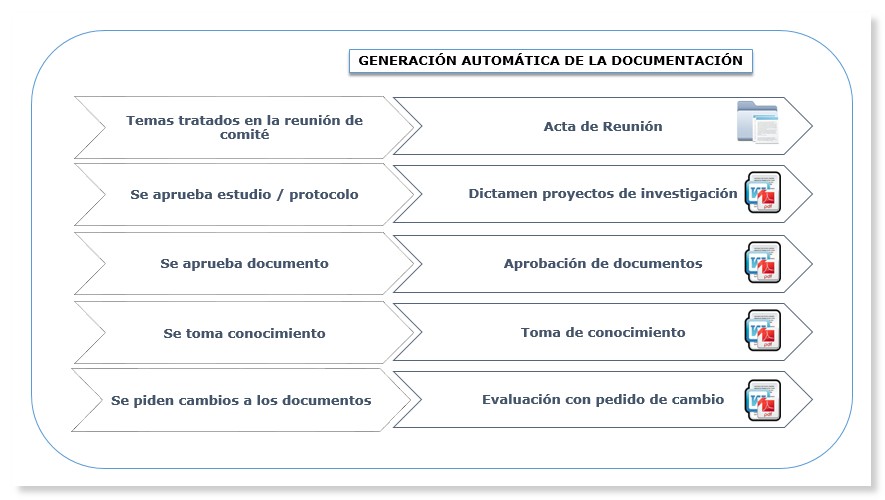 GENERACIÓN AUTOMÁTICA DE LA DOCUMENTACIÓN
Temas tratados en la reunión de
comité
Acta de Reunión
Se aprueba estudio / protocolo
Dictamen proyectos de investigación
Se aprueba documento
Aprobación de documentos
Se toma conocimiento
Toma de conocimiento
Se piden cambios a los documentos
Evaluación con pedido de cambio